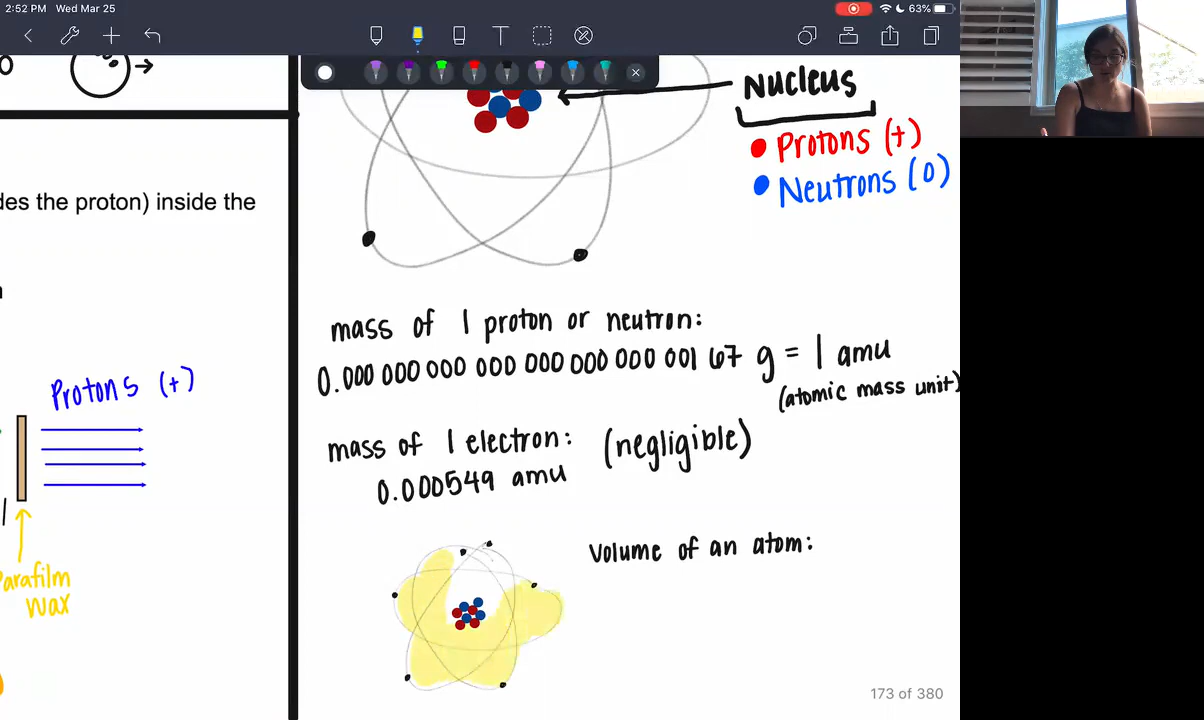 2:52 PM Wed Mar 25
63%
T
des the proton) inside the
Protons (+)
Parafilm
wax
Nucleus
Protons (+)
Neutrons (0)
mass of 1 proton or neutron:
0.000 000 000 000 000 000 000 001 67 g = 1 amu
(atomic mass unit)
mass of 1 electron: (negligible)
0.000549 amu
Volume of an atom:
173 of 380